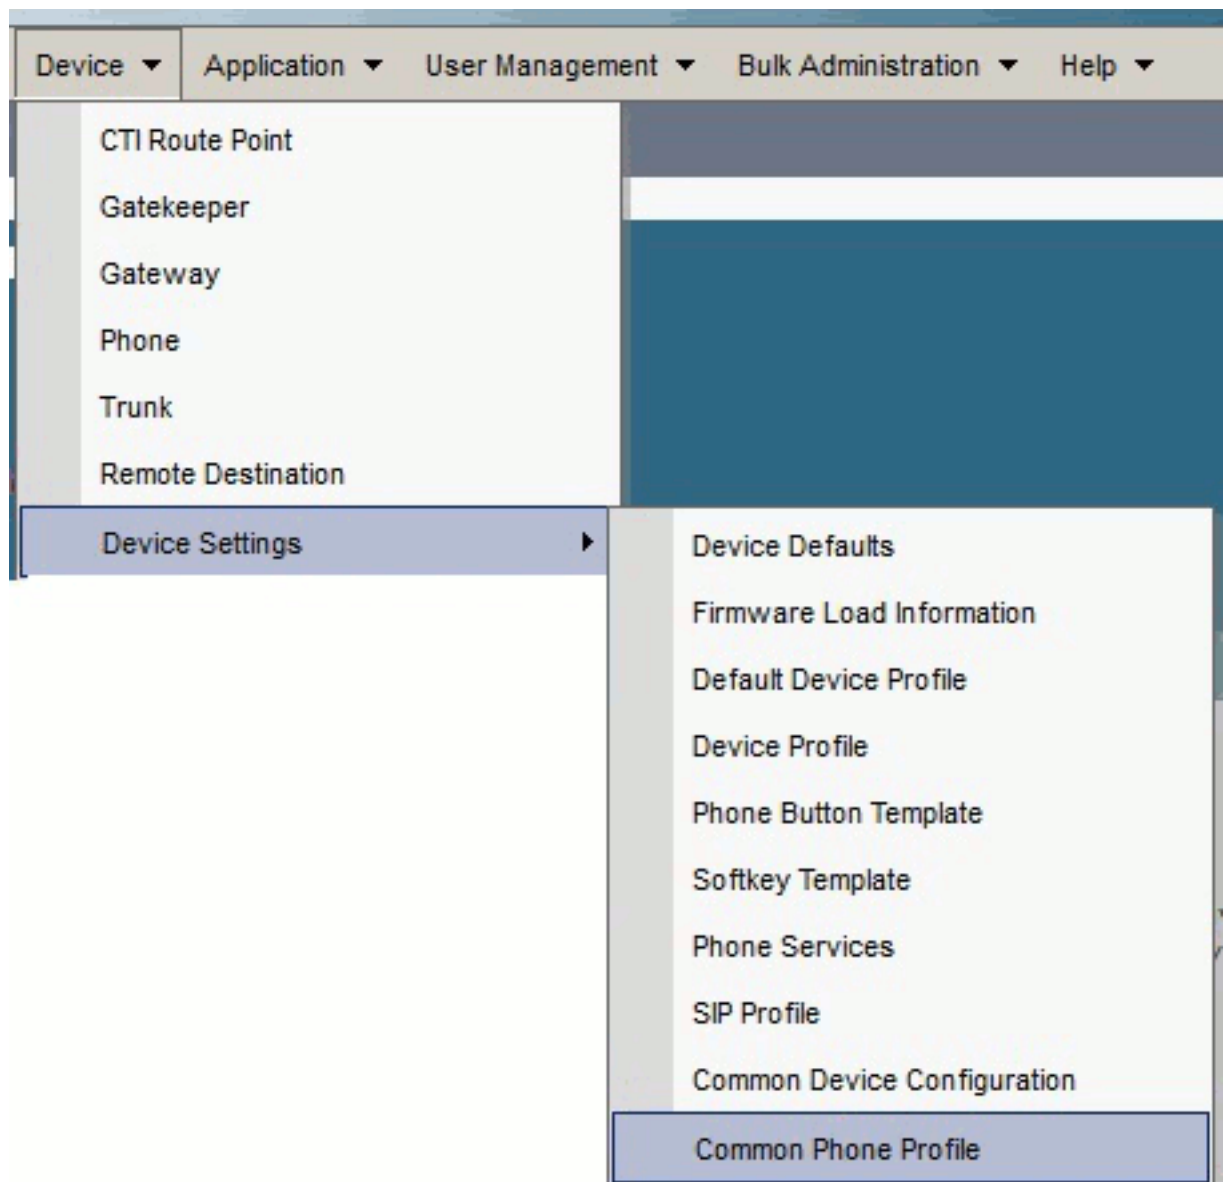 Device Application User Management Bulk Administration Help
CTI Route Point
Gatekeeper
Gateway
Phone
Trunk
Remote Destination
Device Settings
Device Defaults
Firmware Load Information
Default Device Profile
Device Profile
Phone Button Template
Softkey Template
Phone Services
SIP Profile
Common Device Configuration
Common Phone Profile